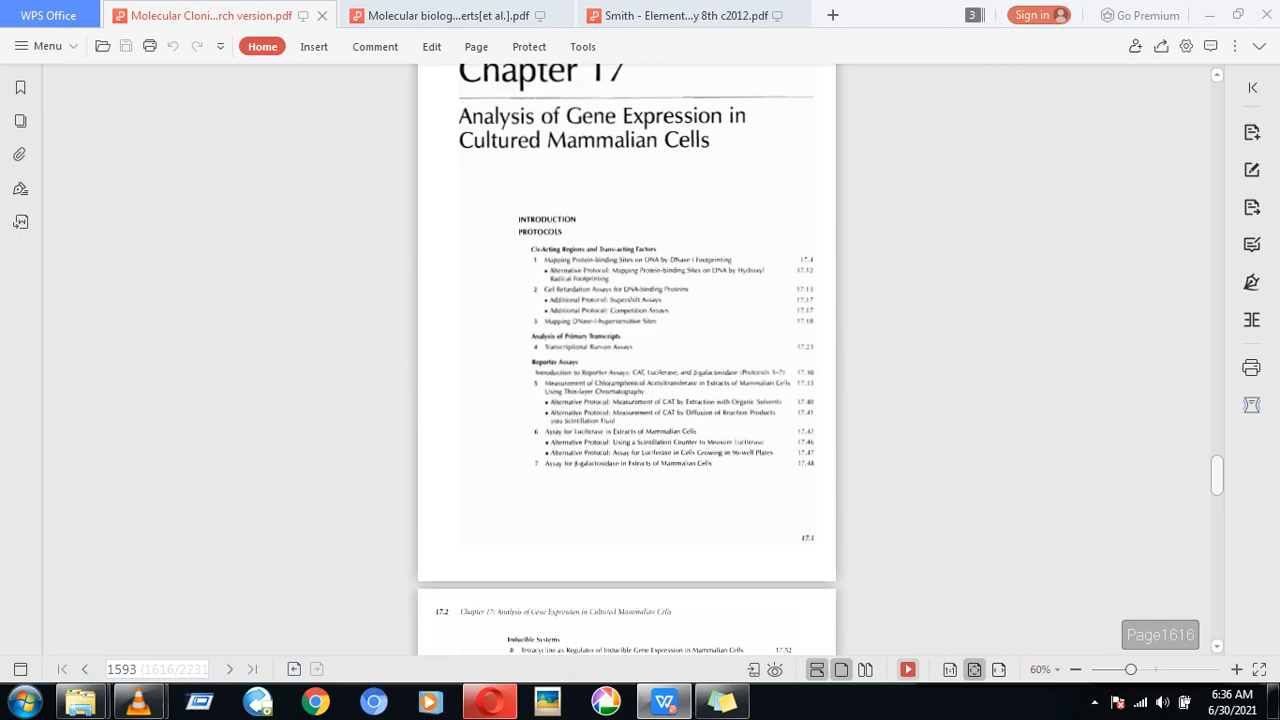 WPS Office
Molecular Cloni...rch version.pdf
Molecular biolog...erts[et al.].pdf
Smith - Element...y 8th c2012.pdf
3
Sign in
Go Premium
Menu
Home
Insert
Comment
Edit
Page
Protect
Tools
Chapter 17
Analysis of Gene Expression in
Cultured Mammalian Cells
INTRODUCTION
PROTOCOLS
Cis-Acting Regions and Trans-acting Factors
1 Mapping Protein-binding Sites on DNA by DNase I Footprinting 17.4
• Alternative Protocol: Mapping Protein-binding Sites on DNA by Hydroxyl 17.12
Radical Footprinting
2 Gel Retardation Assays for DNA-binding Proteins 17.13
• Additional Protocol: Supershift Assays 17.17
• Additional Protocol: Competition Assays 17.17
3 Mapping DNase-I-hypersensitive Sites 17.18
Analysis of Primary Transcripts
4 Transcriptional Run-on Assays 17.23
Reporter Assays
Introduction to Reporter Assays: CAT, Luciferase, and β-galactosidase (Protocols 5–7) 17.30
5 Measurement of Chloramphenicol Acetyltransferase in Extracts of Mammalian Cells 17.33
Using Thin-layer Chromatography
• Alternative Protocol: Measurement of CAT by Extraction with Organic Solvents 17.40
• Alternative Protocol: Measurement of CAT by Diffusion of Reaction Products 17.41
into Scintillation Fluid
6 Assay for Luciferase in Extracts of Mammalian Cells 17.42
• Alternative Protocol: Using a Scintillation Counter to Measure Luciferase 17.46
• Alternative Protocol: Assay for Luciferase in Cells Growing in 96-well Plates 17.47
7 Assay for β-galactosidase in Extracts of Mammalian Cells 17.48
17.1
17.2 Chapter 17: Analysis of Gene Expression in Cultured Mammalian Cells
Inducible Systems
8 Tetracycline as Regulator of Inducible Gene Expression in Mammalian Cells 17.52
Page1616
1593 (1616/2231)
60%
6:36 AM
6/30/2021